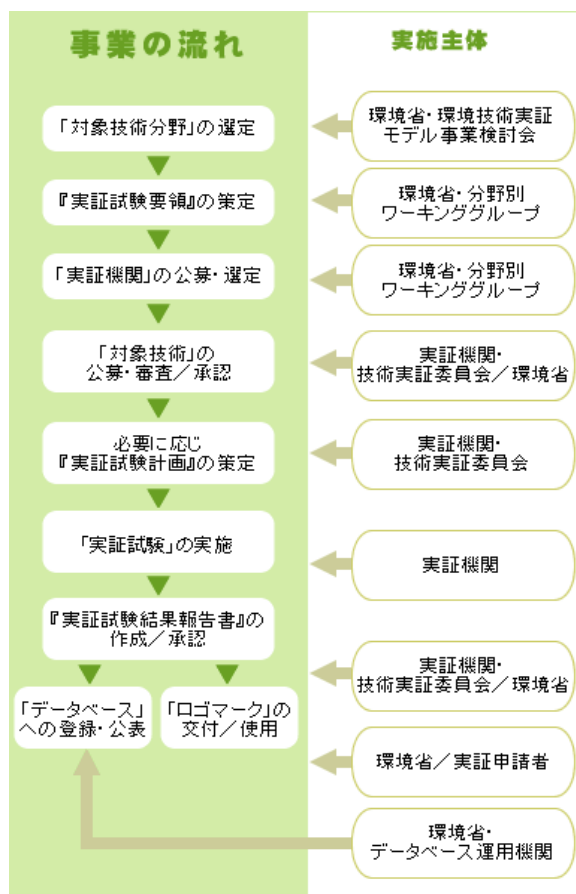 事業の流れ
実施主体
「対象技術分野」の選定
環境省・環境技術実証
モデル事業検討会
『実証試験要領』の策定
環境省・分野別
ワーキンググループ
「実証機関」の公募・選定
環境省・分野別
ワーキンググループ
「対象技術」の
公募・審査／承認
実証機関・
技術実証委員会／環境省
必要に応じ
『実証試験計画』の策定
実証機関・
技術実証委員会
「実証試験」の実施
実証機関
『実証試験結果報告書』の
作成／承認
実証機関・
技術実証委員会／環境省
「データベース」
への登録・公表
「ロゴマーク」の
交付／使用
環境省／実証申請者
環境省・
データベース運用機関